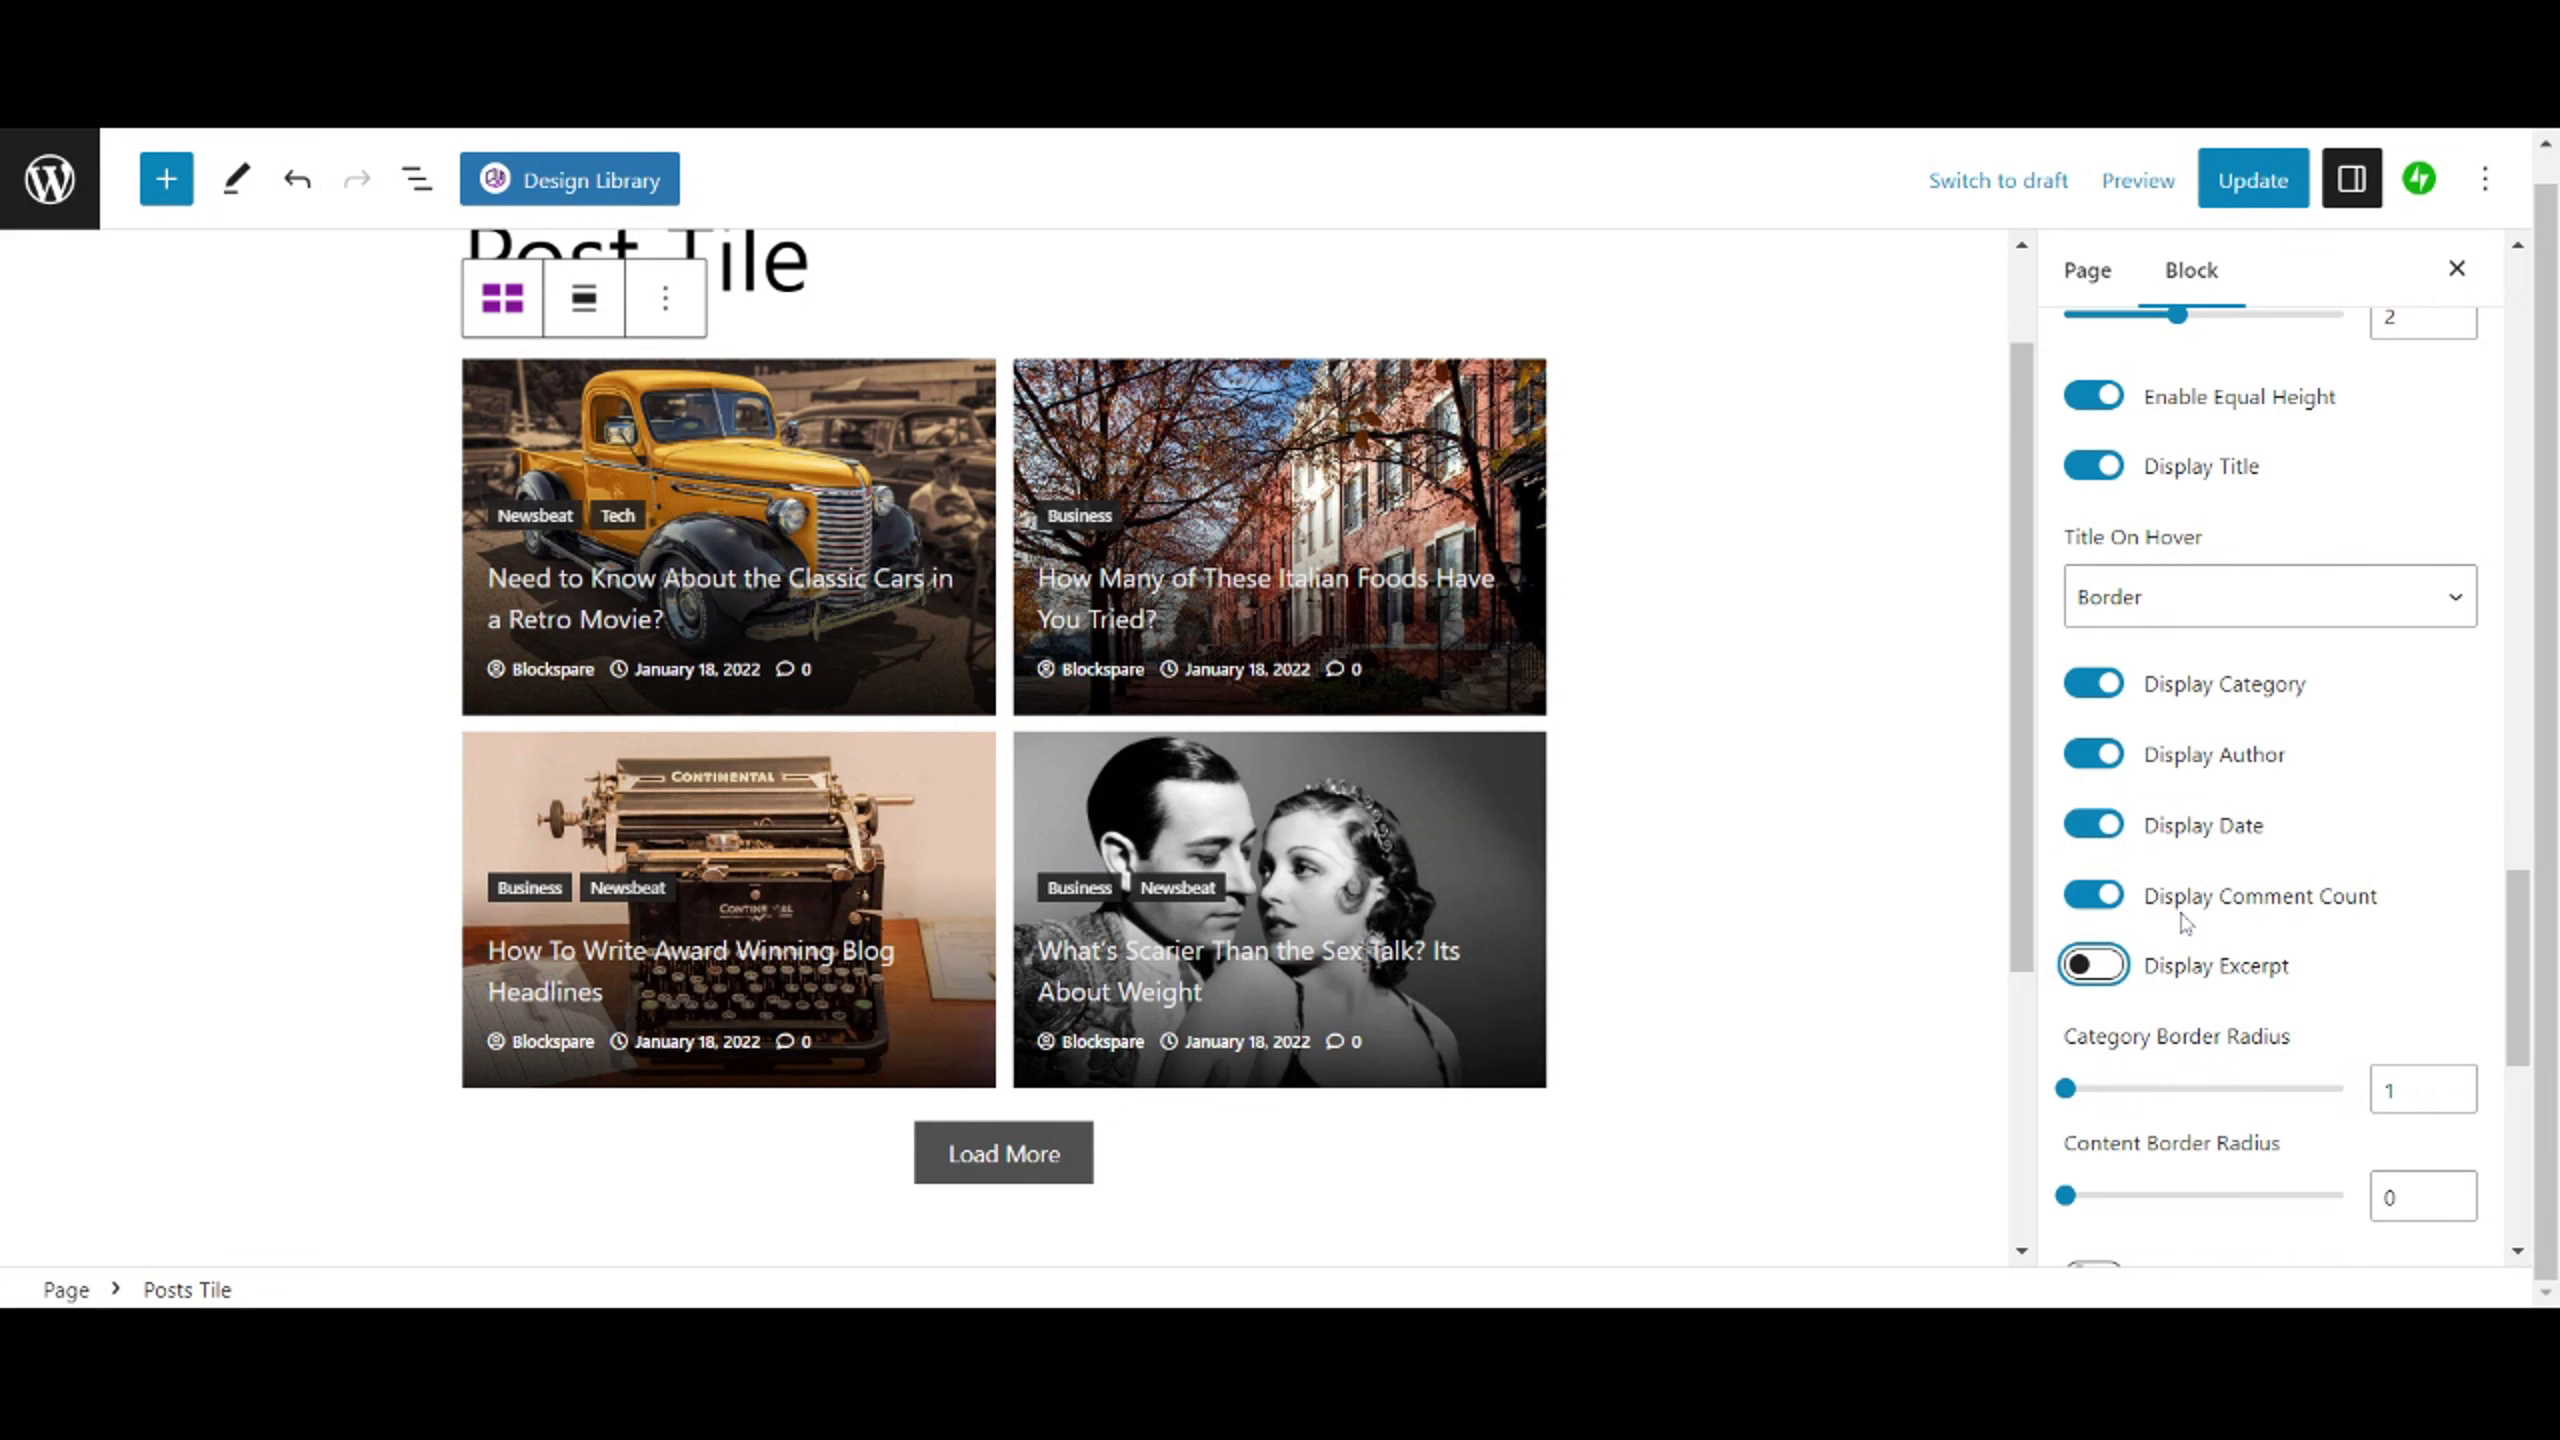 Design Library
Switch to draft
Preview
Update
Post Tile
Newsbeat Tech
Need to Know About the Classic Cars in
a Retro Movie?
Blockspare January 18, 2022 0
Business
How Many of These Italian Foods Have
You Tried?
Blockspare January 18, 2022 0
CONTINENTAL
Business Newsbeat
How To Write Award Winning Blog
Headlines
Blockspare January 18, 2022 0
Business Newsbeat
What's Scarier Than the Sex Talk? Its
About Weight
Blockspare January 18, 2022 0
Load More
Page Block
2
Enable Equal Height
Display Title
Title On Hover
Border
Display Category
Display Author
Display Date
Display Comment Count
Display Excerpt
Category Border Radius
1
Content Border Radius
0
Page Posts Tile